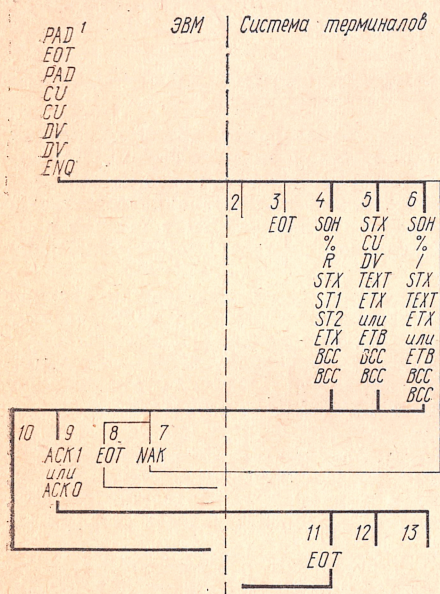 ЭВМ Система терминалов
PAD 1
EOT
PAD
CU
CU
DV
DV
ENQ
2 3 4 5 6
EOT SOH STX SOH
% CU %
R DV /
STX TEXT STX
ST1 ETX TEXT
ST2 или ETX
ETX ETB или
BCC BCC ETB
BCC BCC BCC
BCC
10 9 8 7
ACK1 EOT NAK
или
ACK0
11 12 13
EOT